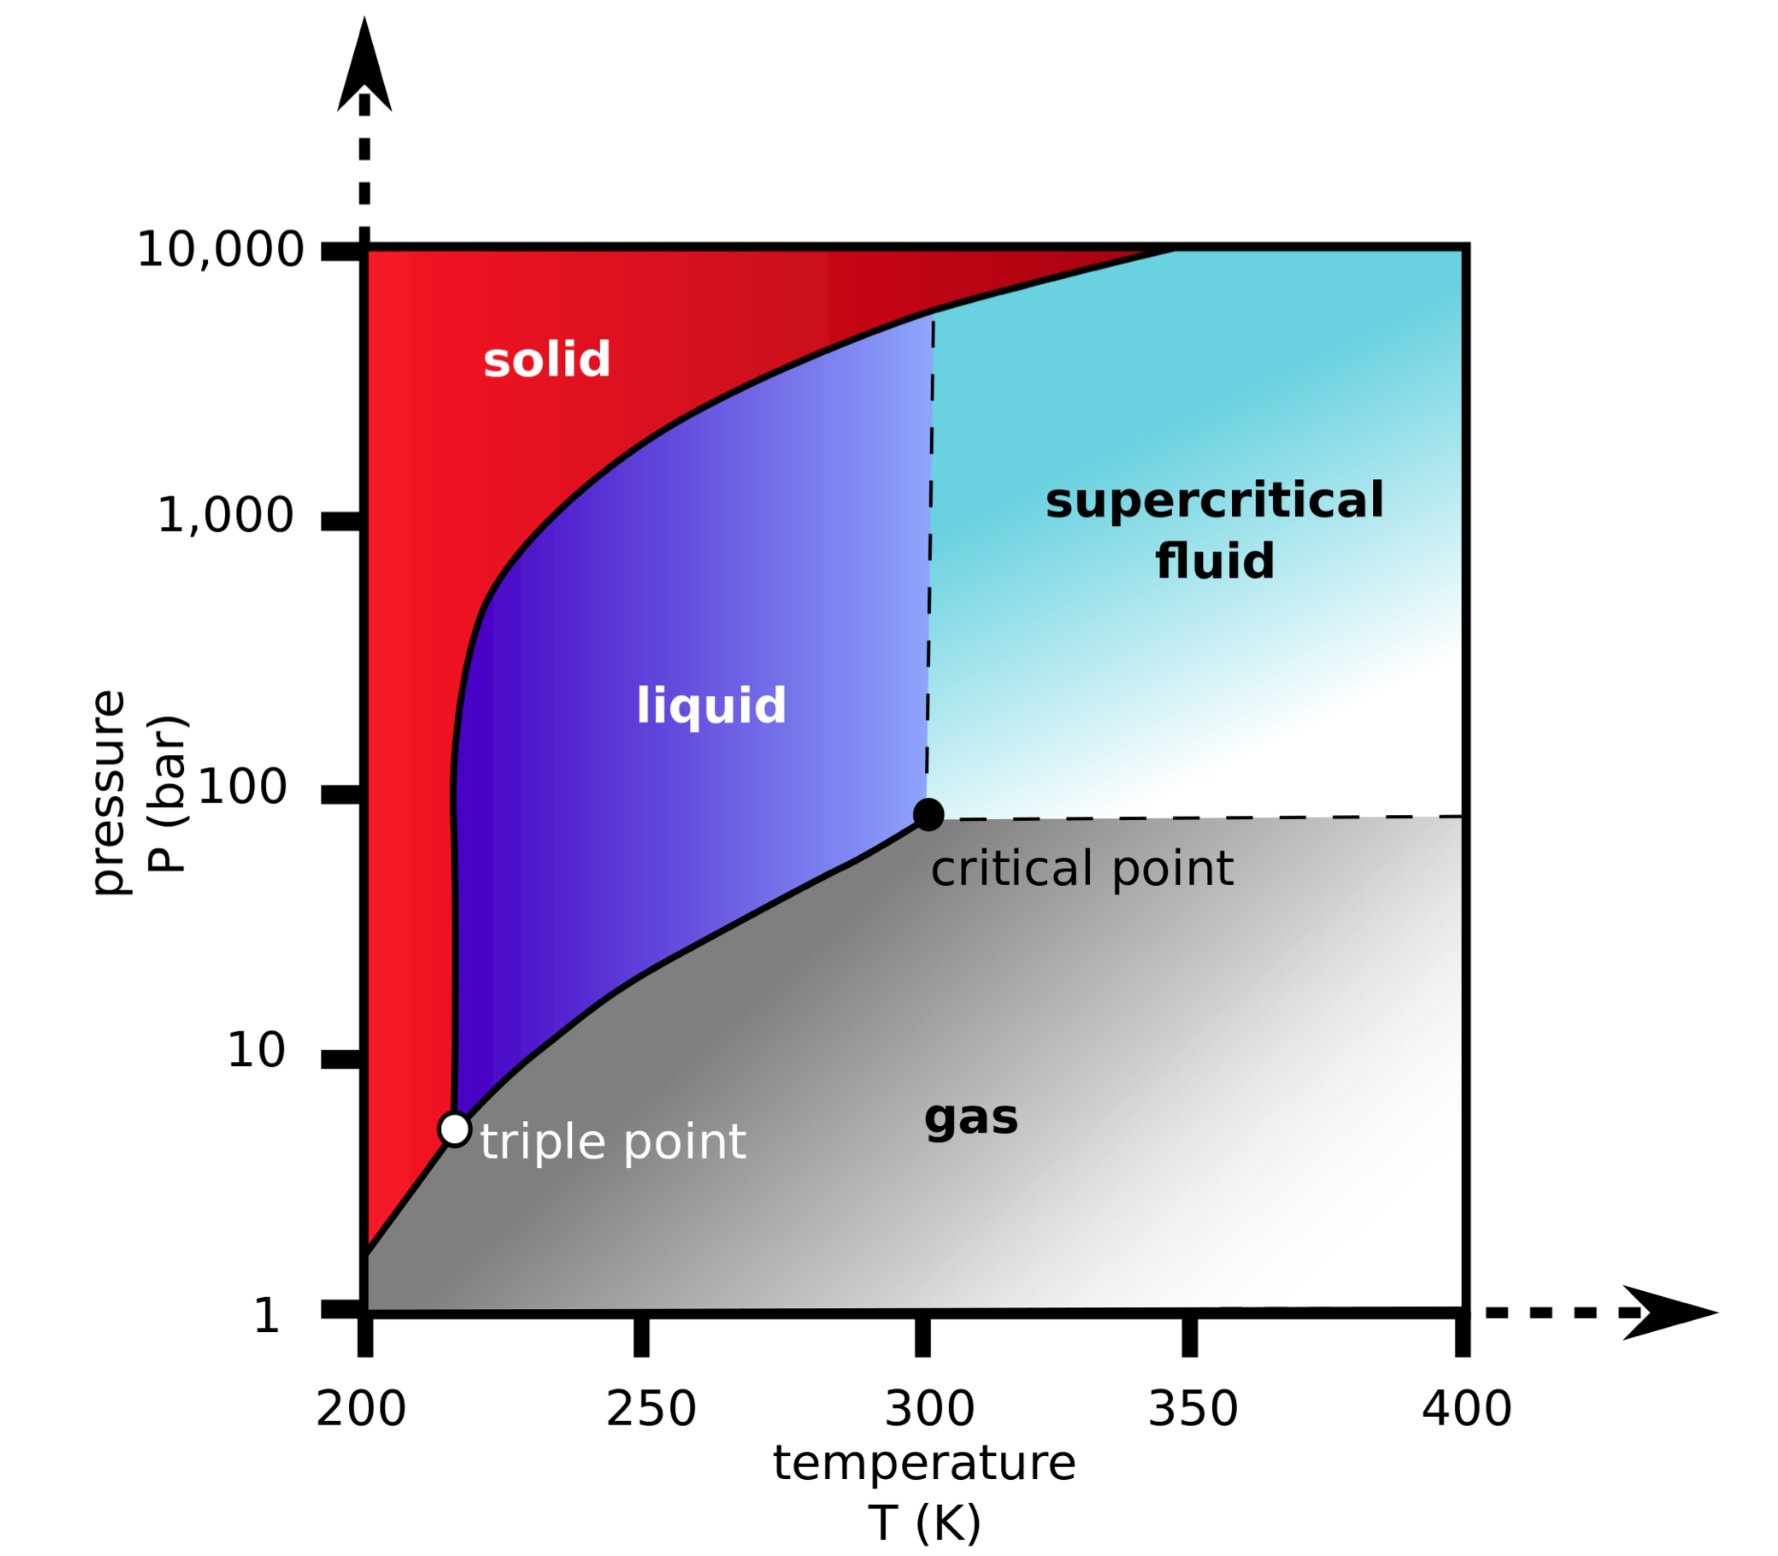 10,000
solid
supercritical
fluid
1,000
liquid
pressure
P (bar)
100
critical point
10
gas
triple point
1
200
250
300
350
400
temperature
T (K)